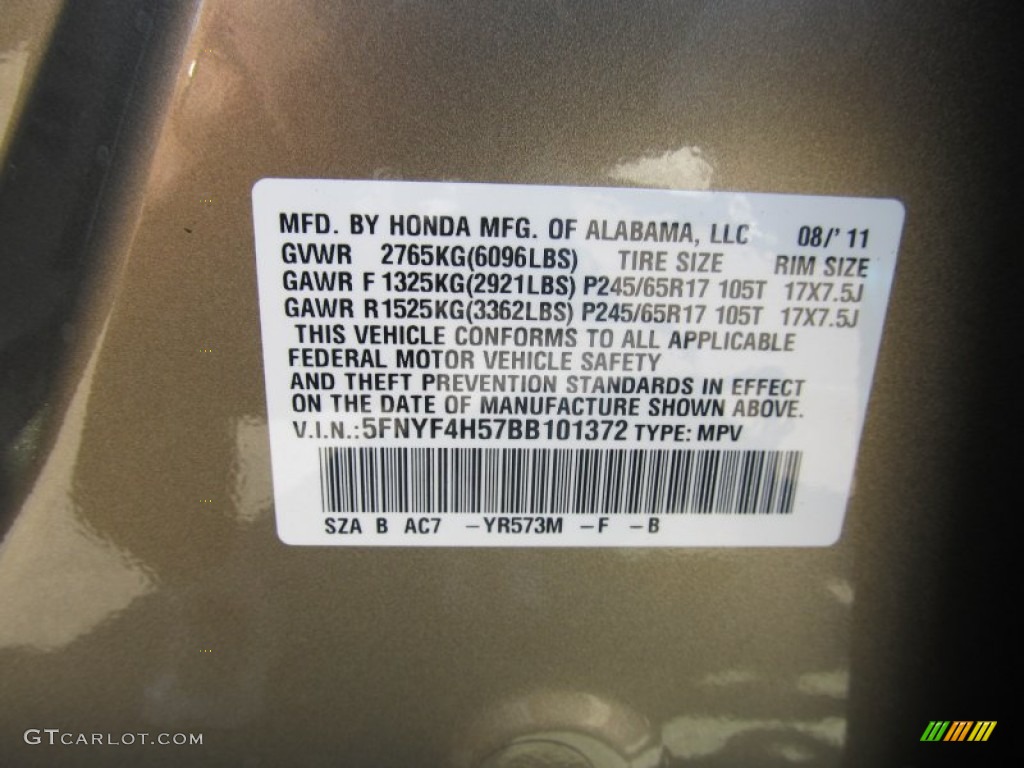 MFD. BY HONDA MFG. OF ALABAMA, LLC 08/'11
GVWR 2765KG(6096LBS) TIRE SIZE RIM SIZE
GAWR F 1325KG(2921LBS) P245/65R17 105T 17X7.5J
GAWR R 1525KG(3362LBS) P245/65R17 105T 17X7.5J
THIS VEHICLE CONFORMS TO ALL APPLICABLE
FEDERAL MOTOR VEHICLE SAFETY
AND THEFT PREVENTION STANDARDS IN EFFECT
ON THE DATE OF MANUFACTURE SHOWN ABOVE.
V.I.N.:5FNYF4H57BB101372 TYPE: MPV
SZA B AC7 -YR573M -F -B
GTCARLOT.COM